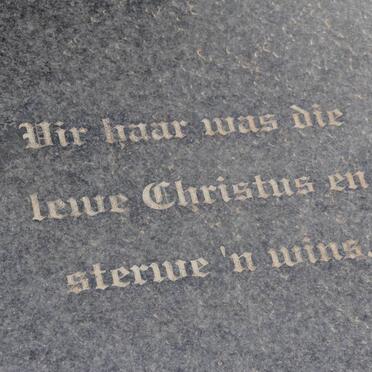 Vir haar was die
lewe Christus en
sterwe 'n wins.